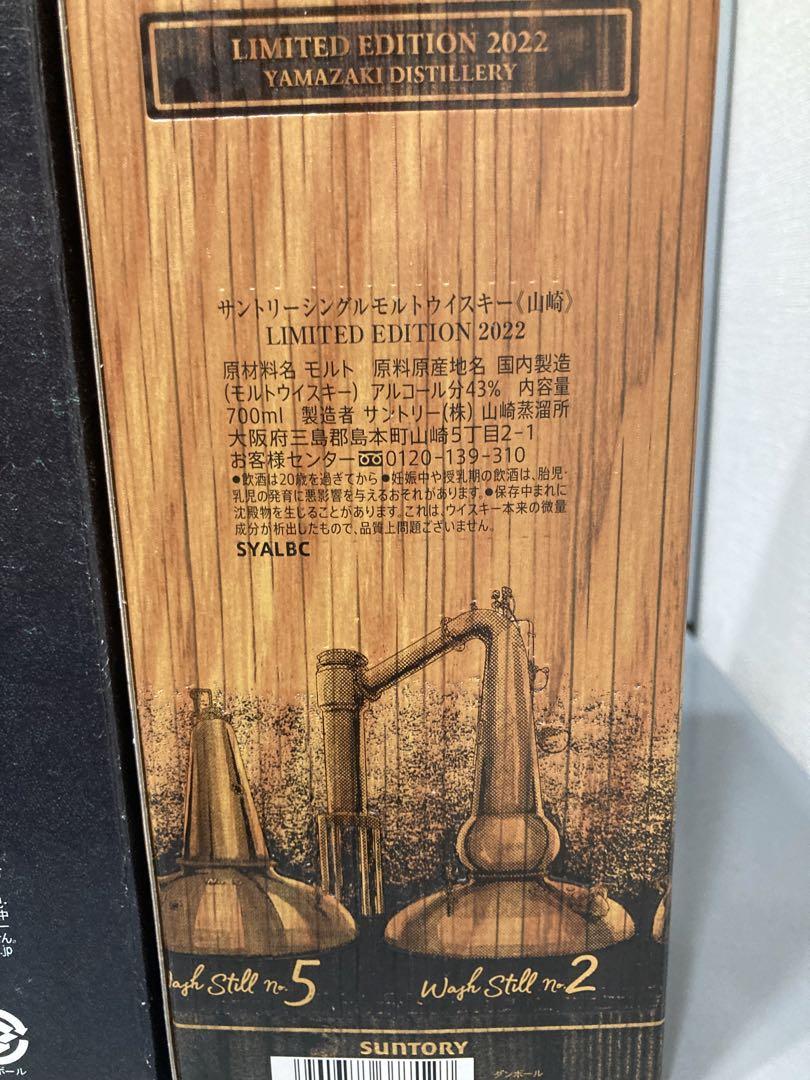 LIMITED EDITION 2022
YAMAZAKI DISTILLERY
サントリーシングルモルトウイスキー《山崎》
LIMITED EDITION 2022
原材料名 モルト 原料原産地名 国内製造
(モルトウイスキー) アルコール分43% 内容量
700ml 製造者 サントリー(株) 山崎蒸溜所
大阪府三島郡島本町山崎5丁目2-1
お客様センター 0120-139-310
●飲酒は20歳を過ぎてから ●妊娠中や授乳期の飲酒は、胎児・
乳児の発育に悪影響を与えるおそれがあります。●保存中まれに
沈殿物を生じることがあります。これは、ウイスキー本来の微量
成分が析出したもので、品質上問題ございません。
SYALBC
Wash Still no. 5
Wash Still no. 2
SUNTORY
ダンボール
中
ん。
.jp
ボール